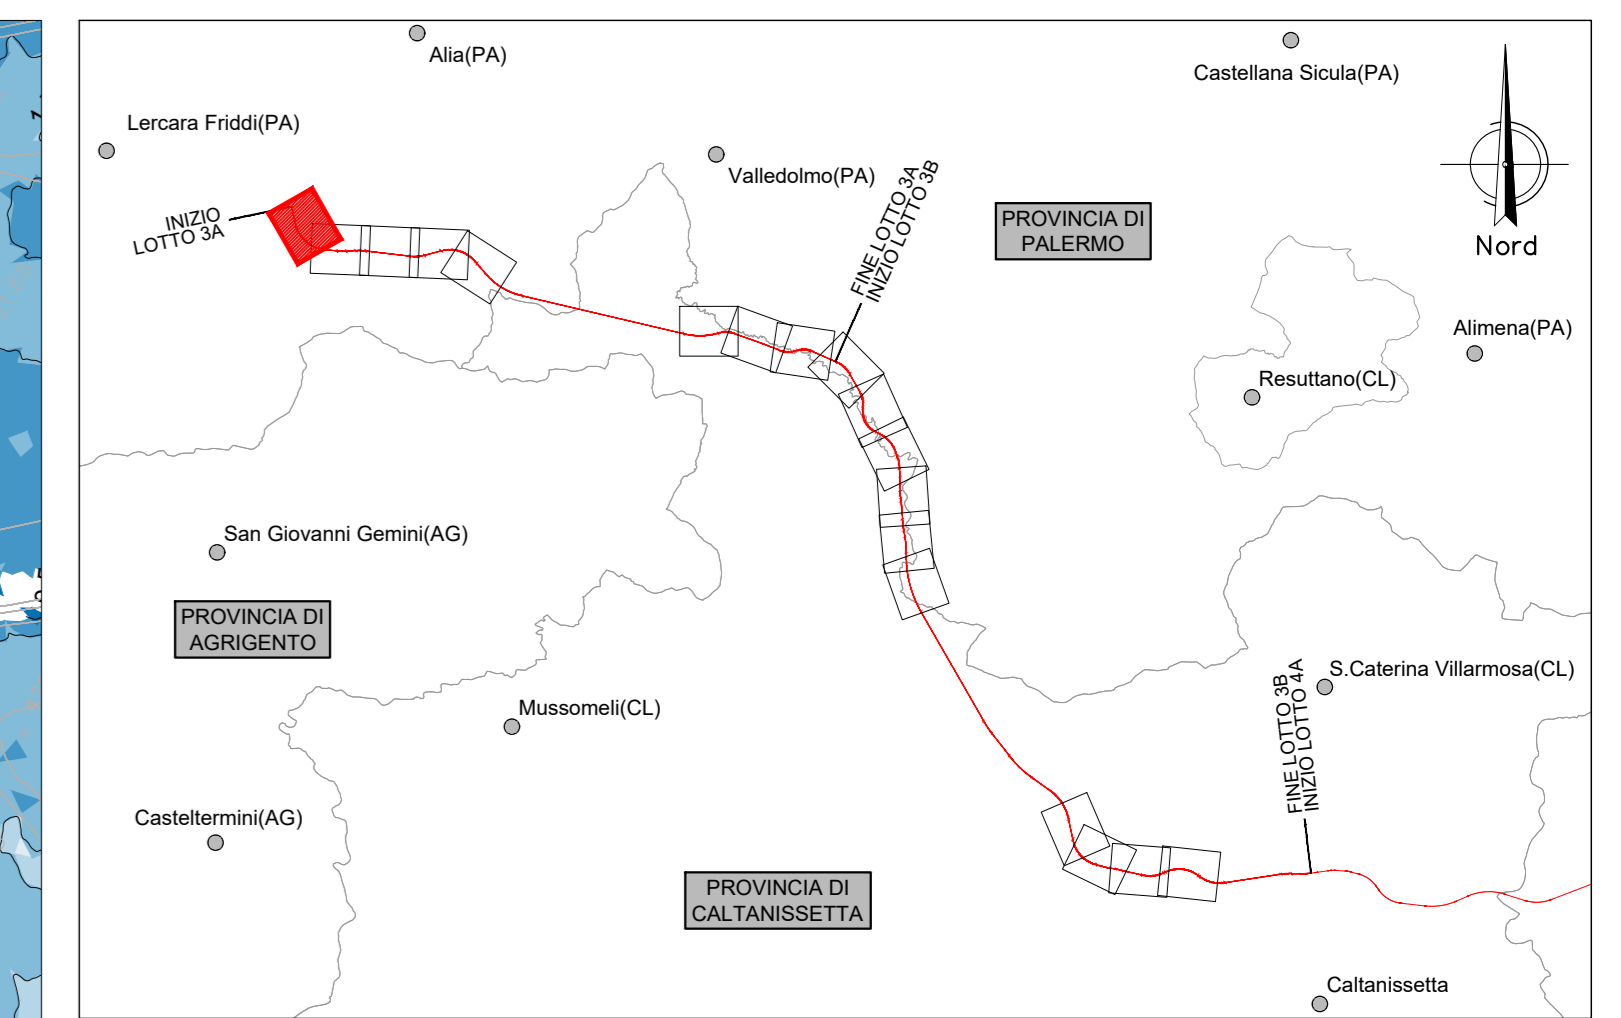 Alia(PA)
Castellana Sicula(PA)
Lercara Friddi(PA)
Valledolmo(PA)
INIZIO
LOTTO 3A
FINE LOTTO 3A
INIZIO LOTTO 3B
PROVINCIA DI
PALERMO
Nord
Alimena(PA)
Resuttano(CL)
San Giovanni Gemini(AG)
PROVINCIA DI
AGRIGENTO
S.Caterina Villarmosa(CL)
Mussomeli(CL)
FINE LOTTO 3B
INIZIO LOTTO 4A
Casteltermini(AG)
PROVINCIA DI
CALTANISSETTA
Caltanissetta